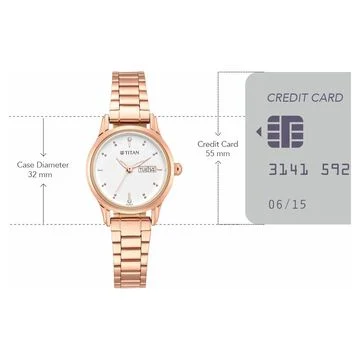 CREDIT CARD
Case Diameter
32 mm
Credit Card
55 mm
TITAN
3141 592
06/15